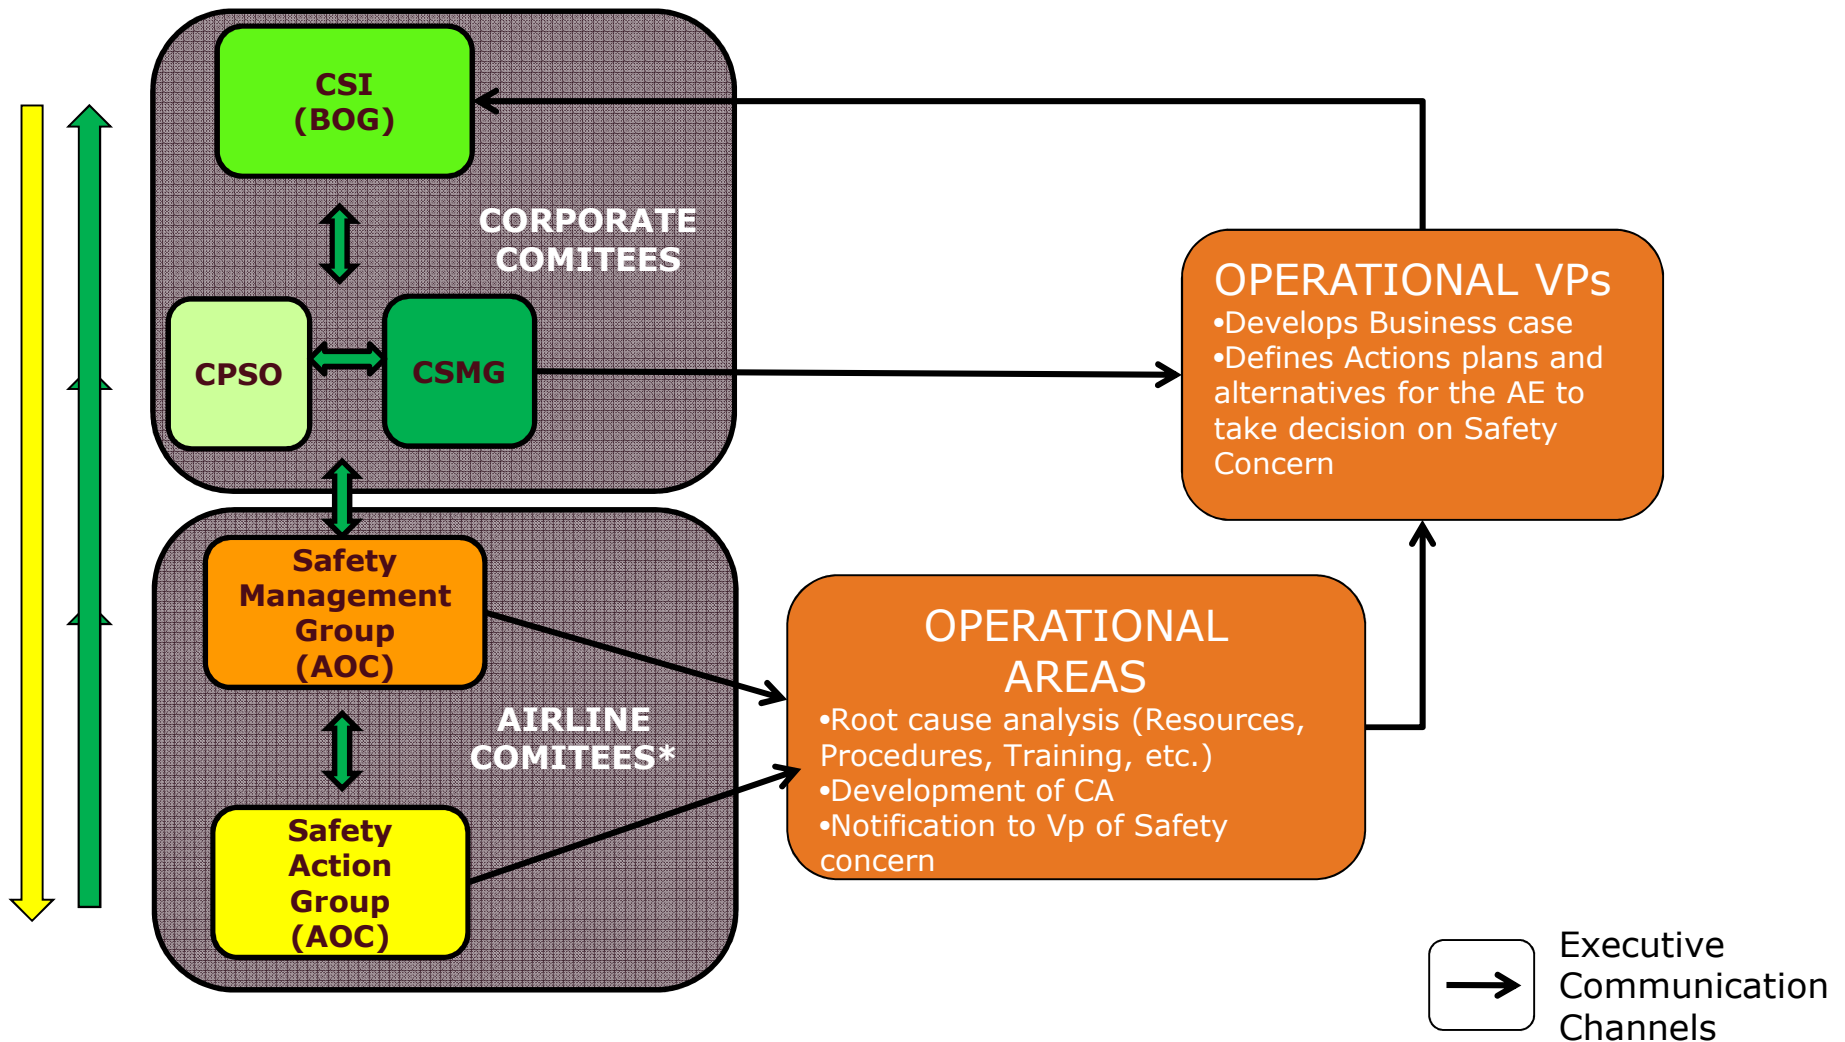 CSI
(BOG)
CORPORATE
COMITEES
CPSO
CSMG
OPERATIONAL VPs
•Develops Business case
•Defines Actions plans and
alternatives for the AE to
take decision on Safety
Concern
Safety
Management
Group
(AOC)
AIRLINE
COMITEES*
Safety
Action
Group
(AOC)
OPERATIONAL
AREAS
•Root cause analysis (Resources,
Procedures, Training, etc.)
•Development of CA
•Notification to Vp of Safety
concern
Executive
Communication
Channels